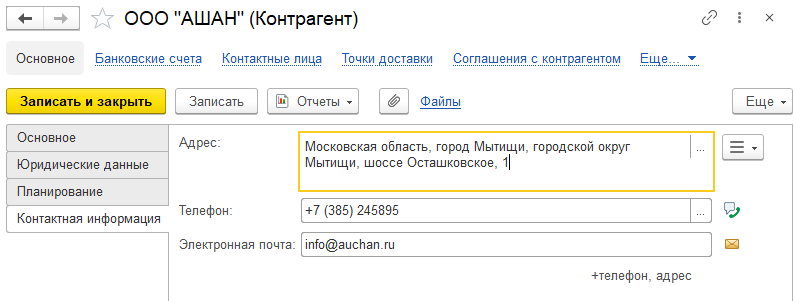 ООО "АШАН" (Контрагент)
Основное Банковские счета Контактные лица Точки доставки Соглашения с контрагентом Еще...
Записать и закрыть Записать Отчеты Файлы Еще
Основное
Юридические данные
Планирование
Контактная информация
Адрес:
Московская область, город Мытищи, городской округ
Мытищи, шоссе Осташковское, 1
...
Телефон: +7 (385) 245895 ...
Электронная почта: info@auchan.ru
+телефон, адрес